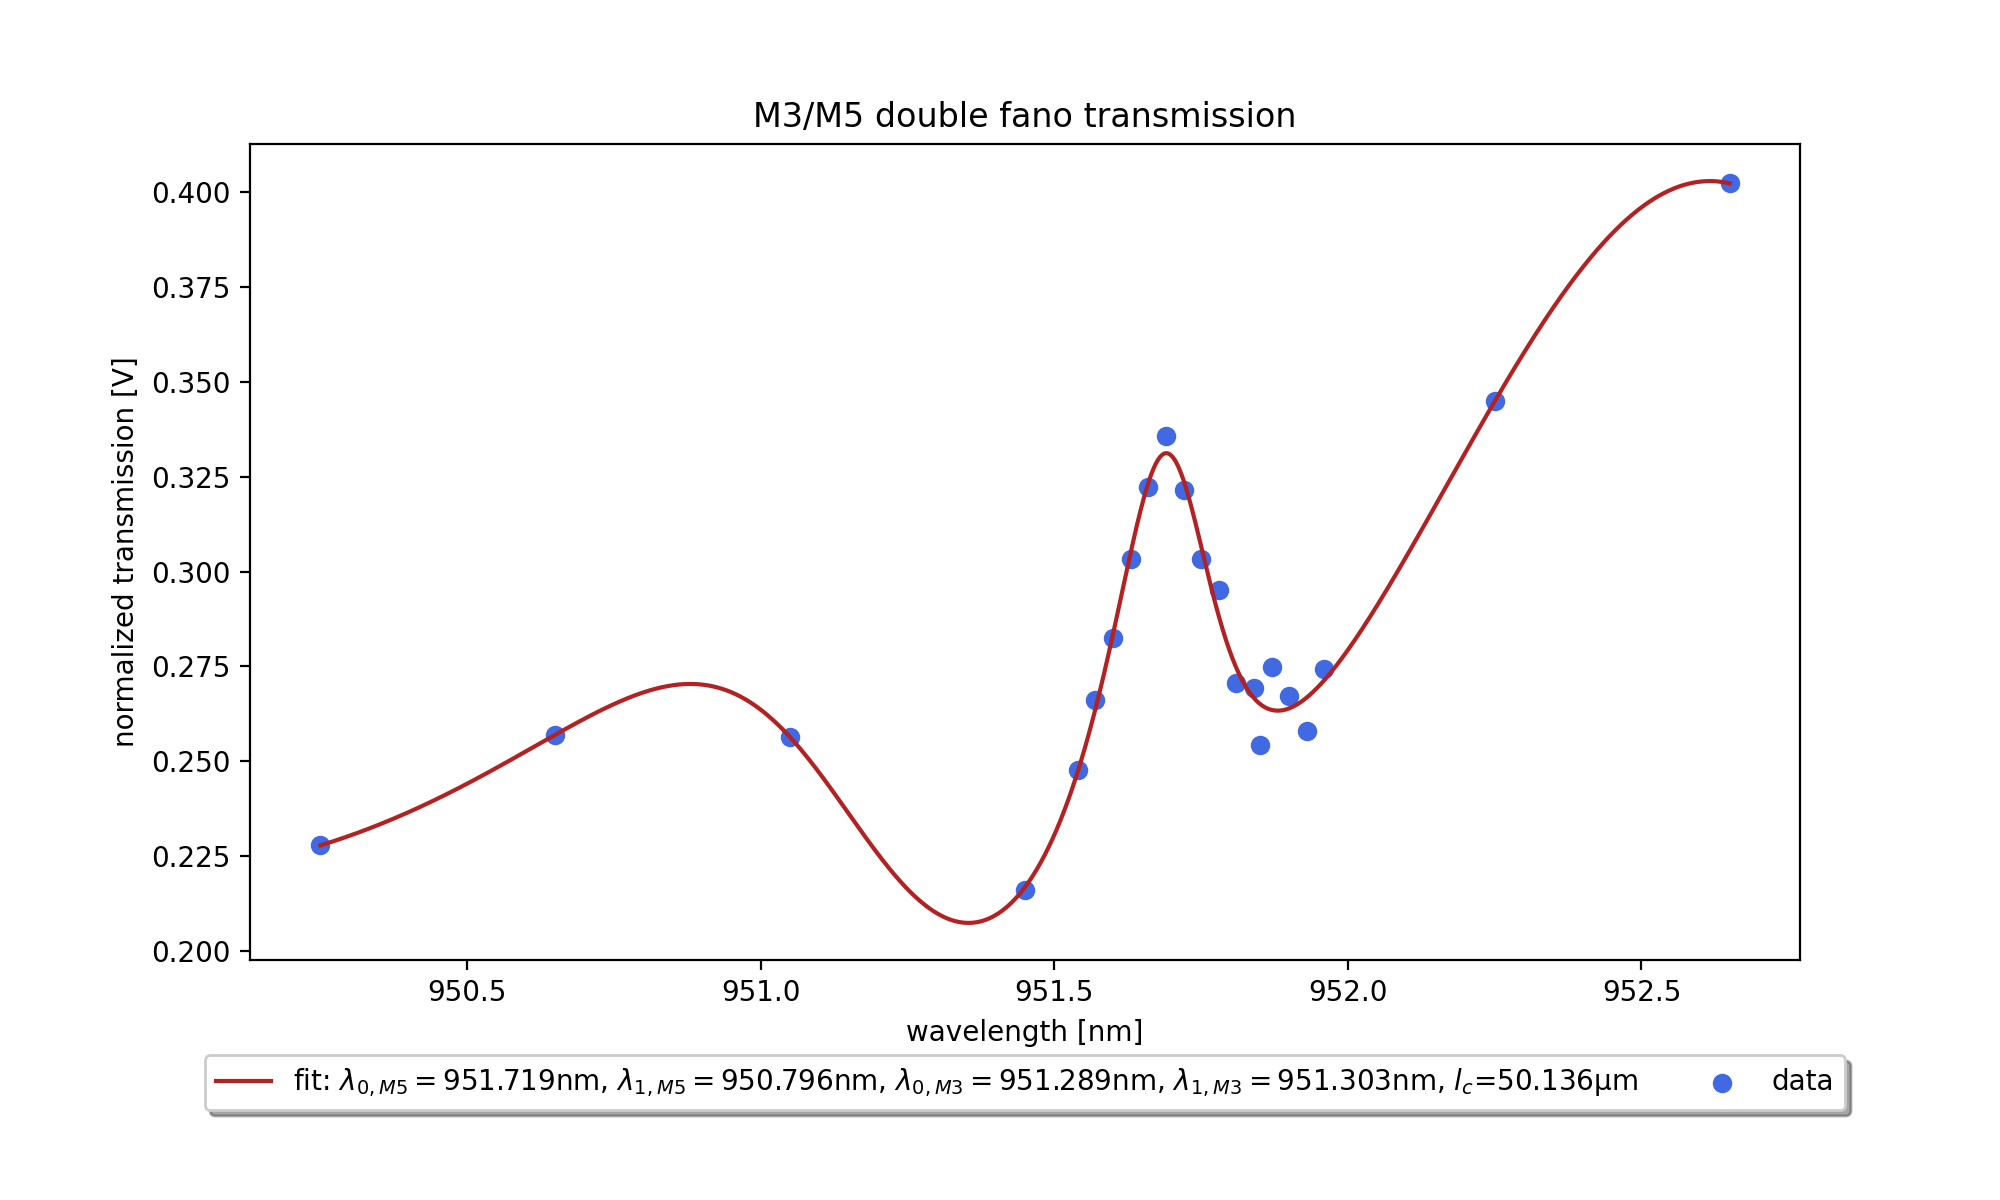 M3/M5 double fano transmission
normalized transmission [V]
0.400
0.375
0.350
0.325
0.300
0.275
0.250
0.225
0.200
950.5 951.0 951.5 952.0 952.5
wavelength [nm]
fit: λ0,M5 = 951.719nm, λ1,M5 = 950.796nm, λ0,M3 = 951.289nm, λ1,M3 = 951.303nm, lc=50.136μm data